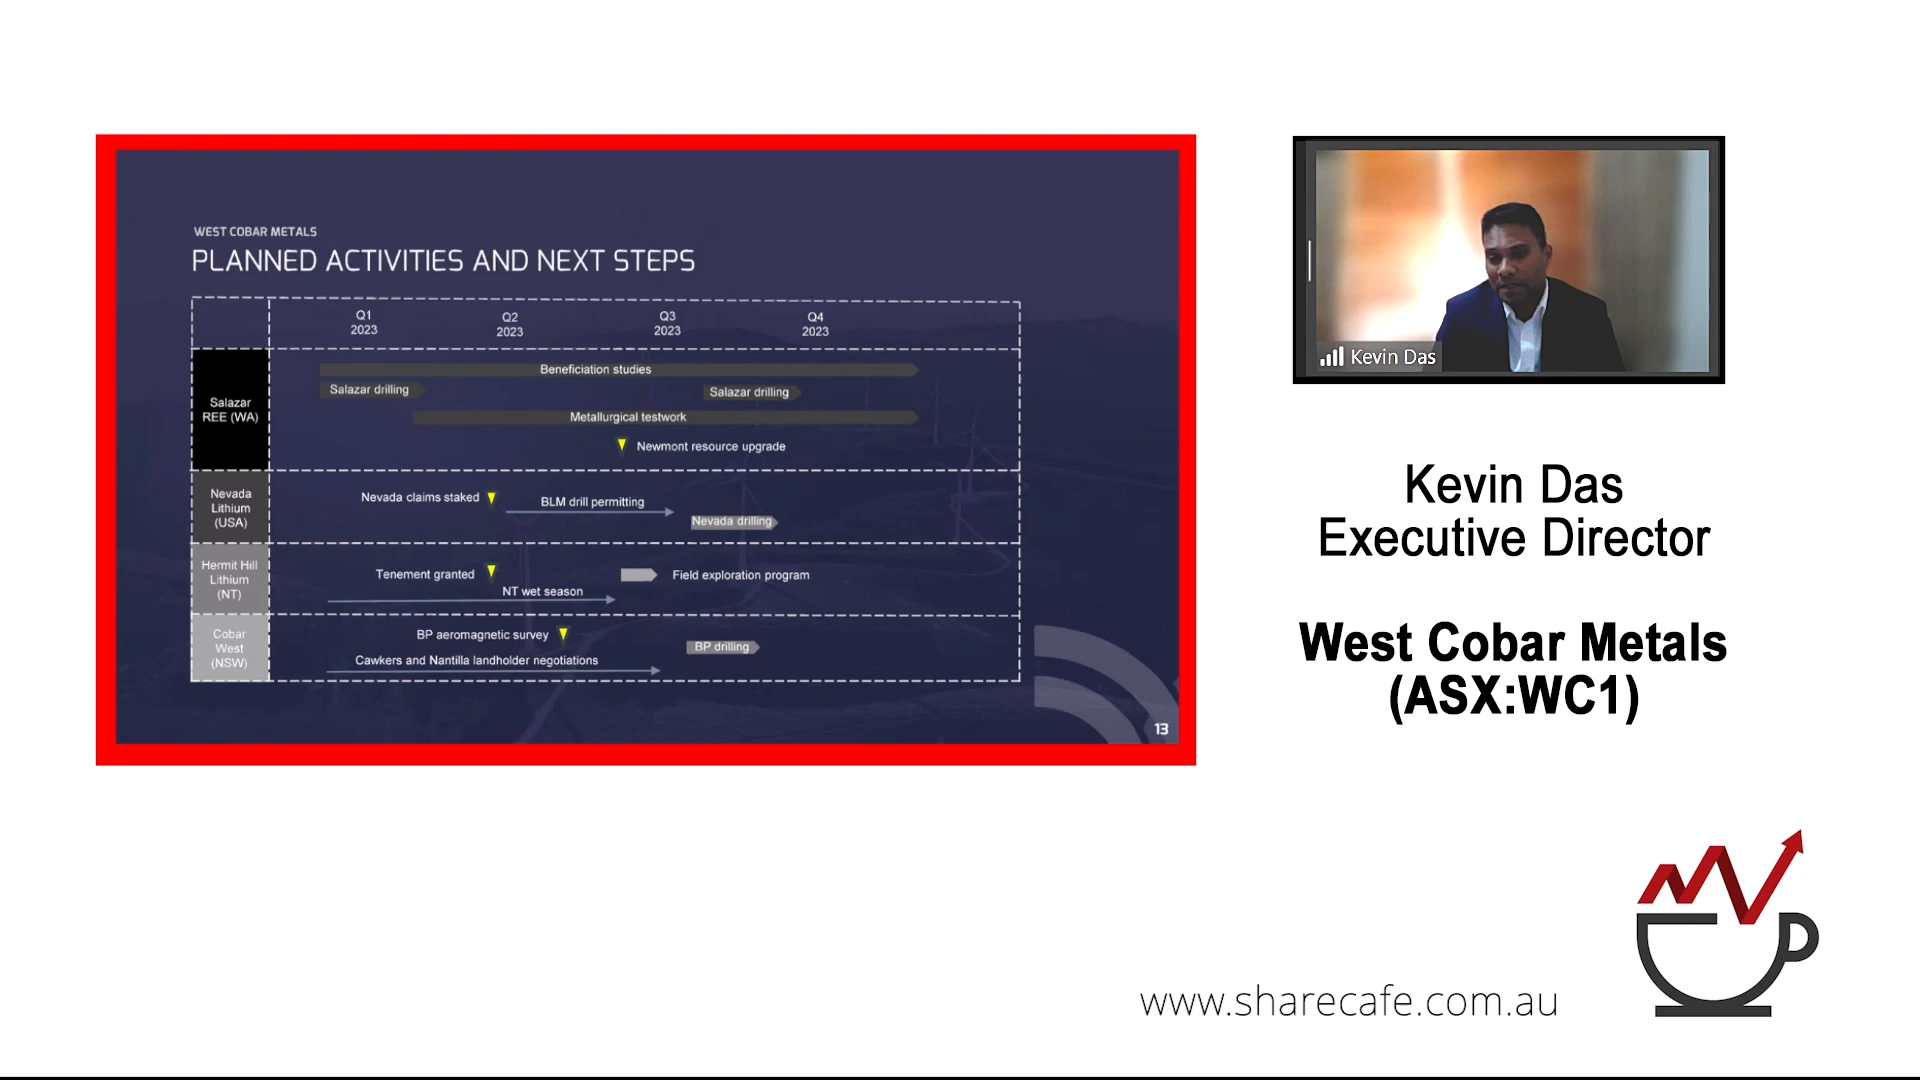 WEST COBAR METALS
PLANNED ACTIVITIES AND NEXT STEPS
Q1
2023
Q2
2023
Q3
2023
Q4
2023
Salazar
REE (WA)
Beneficiation studies
Salazar drilling
Salazar drilling
Metallurgical testwork
Newmont resource upgrade
Nevada
Lithium
(USA)
Nevada claims staked
BLM drill permitting
Nevada drilling
Hermit Hill
Lithium
(NT)
Tenement granted
Field exploration program
NT wet season
Cobar
West
(NSW)
BP aeromagnetic survey
BP drilling
Cawkers and Nantilla landholder negotiations
13
Kevin Das
Kevin Das
Executive Director
West Cobar Metals
(ASX:WC1)
www.sharecafe.com.au